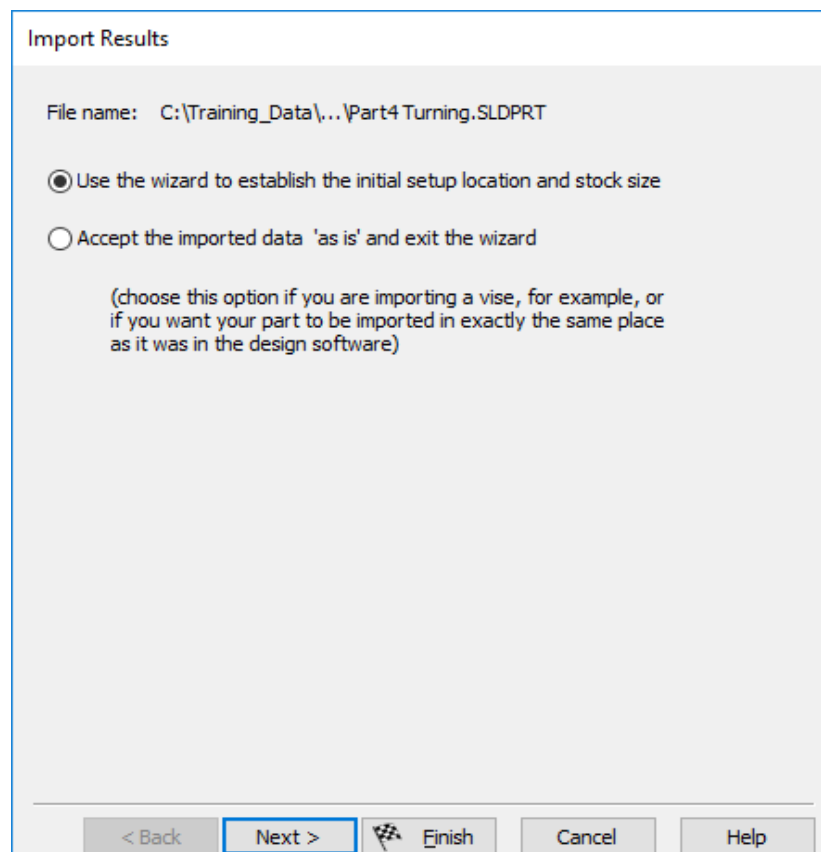 Import Results
File name: C:\Training_Data\...\Part4 Turning.SLDPRT
Use the wizard to establish the initial setup location and stock size
Accept the imported data 'as is' and exit the wizard
(choose this option if you are importing a vise, for example, or
if you want your part to be imported in exactly the same place
as it was in the design software)
< Back Next > Finish Cancel Help